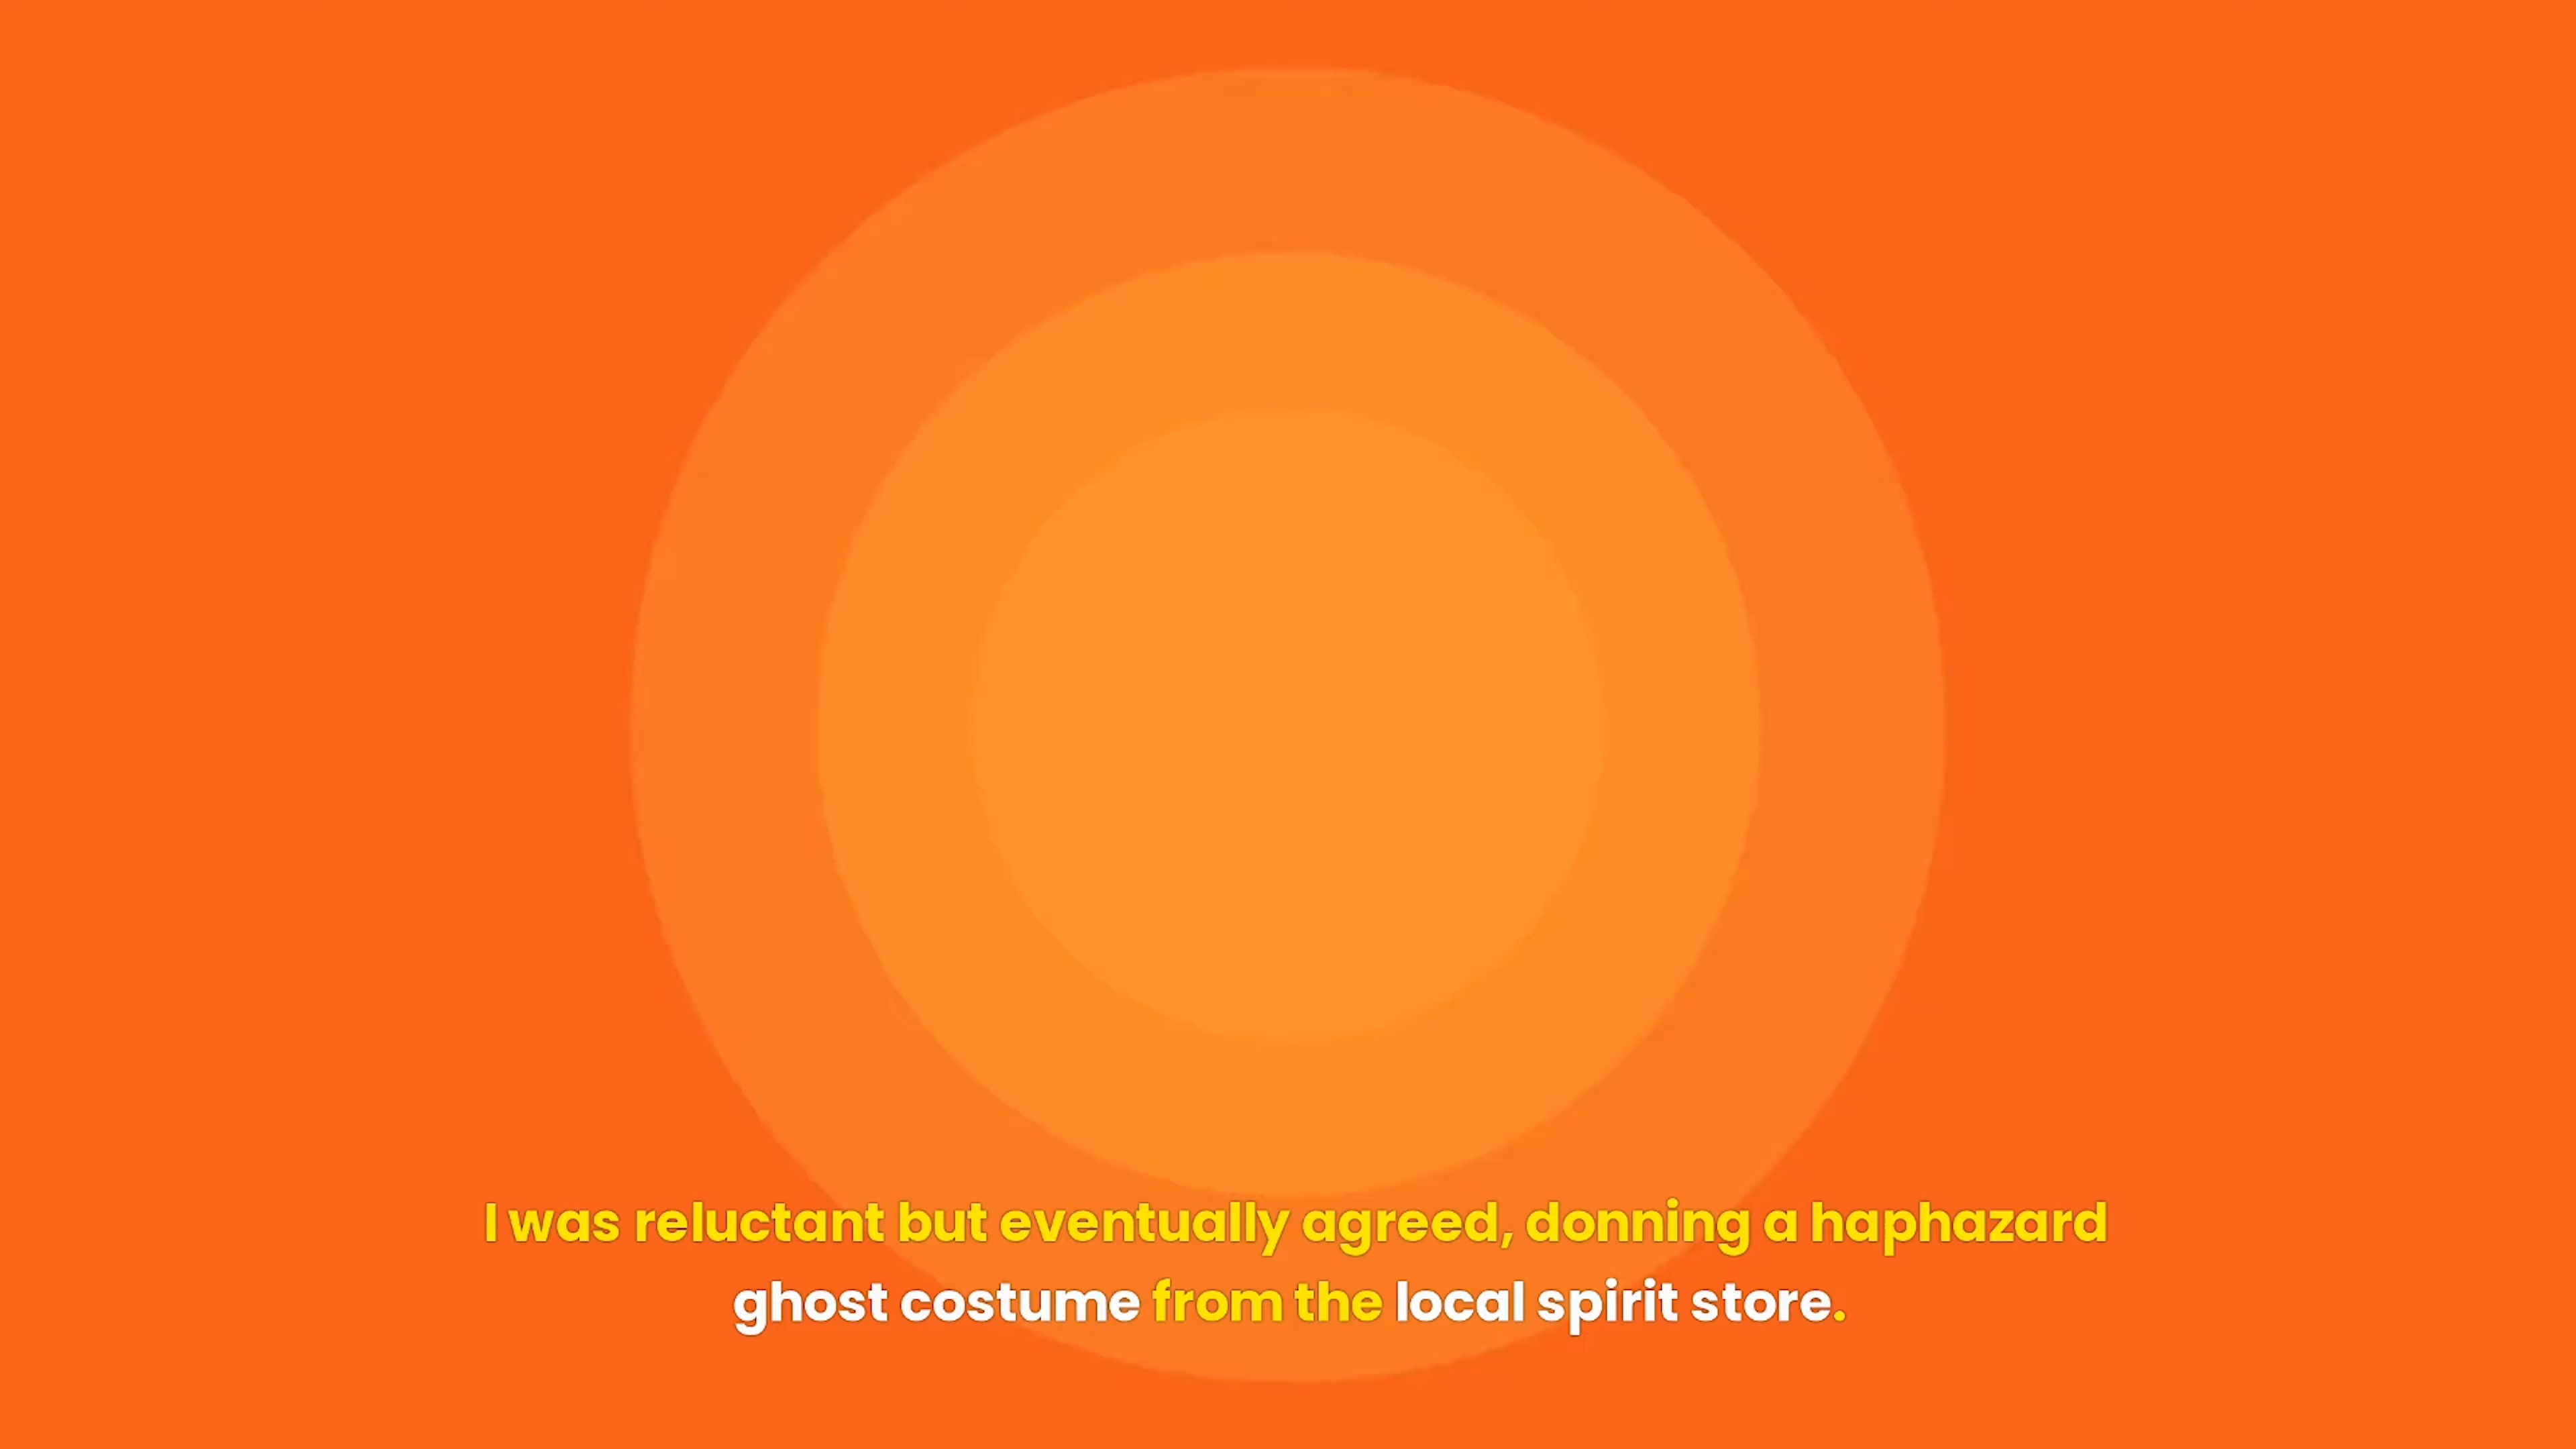 I was reluctant but eventually agreed, donning a haphazard
ghost costume from the local spirit store.